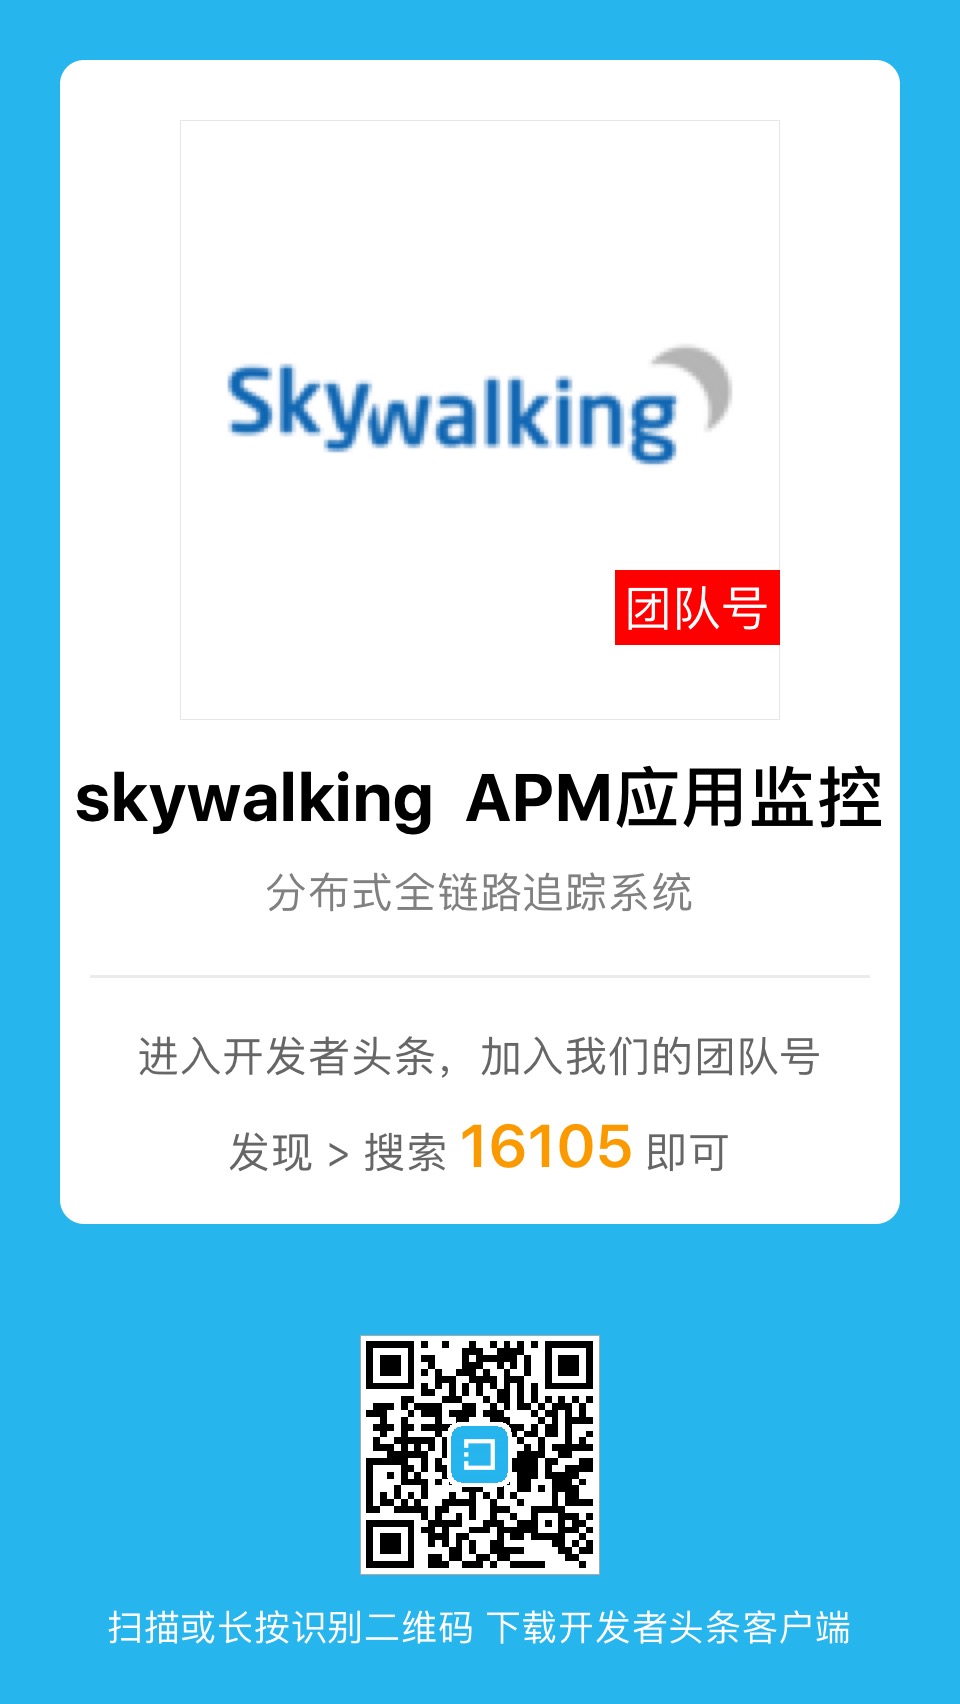 Skywalking
团队号
skywalking APM应用监控
分布式全链路追踪系统
进入开发者头条，加入我们的团队号
发现 > 搜索 16105 即可
扫描或长按识别二维码 下载开发者头条客户端